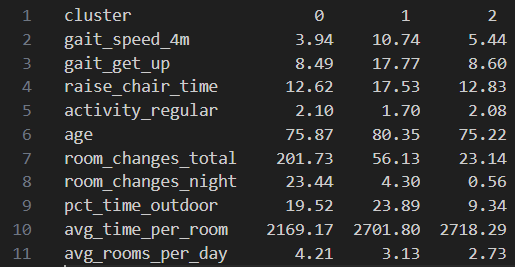 1 cluster 0 1 2
2 gait_speed_4m 3.94 10.74 5.44
3 gait_get_up 8.49 17.77 8.60
4 raise_chair_time 12.62 17.53 12.83
5 activity_regular 2.10 1.70 2.08
6 age 75.87 80.35 75.22
7 room_changes_total 201.73 56.13 23.14
8 room_changes_night 23.44 4.30 0.56
9 pct_time_outdoor 19.52 23.89 9.34
10 avg_time_per_room 2169.17 2701.80 2718.29
11 avg_rooms_per_day 4.21 3.13 2.73